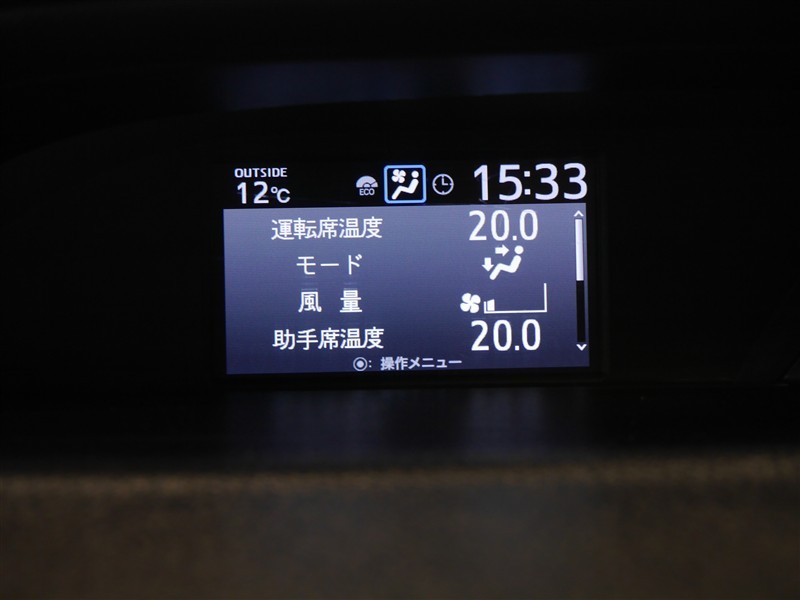 OUTSIDE
12℃ ECO 15:33
運転席温度 20.0
モード
風量
助手席温度 20.0
◉: 操作メニュー